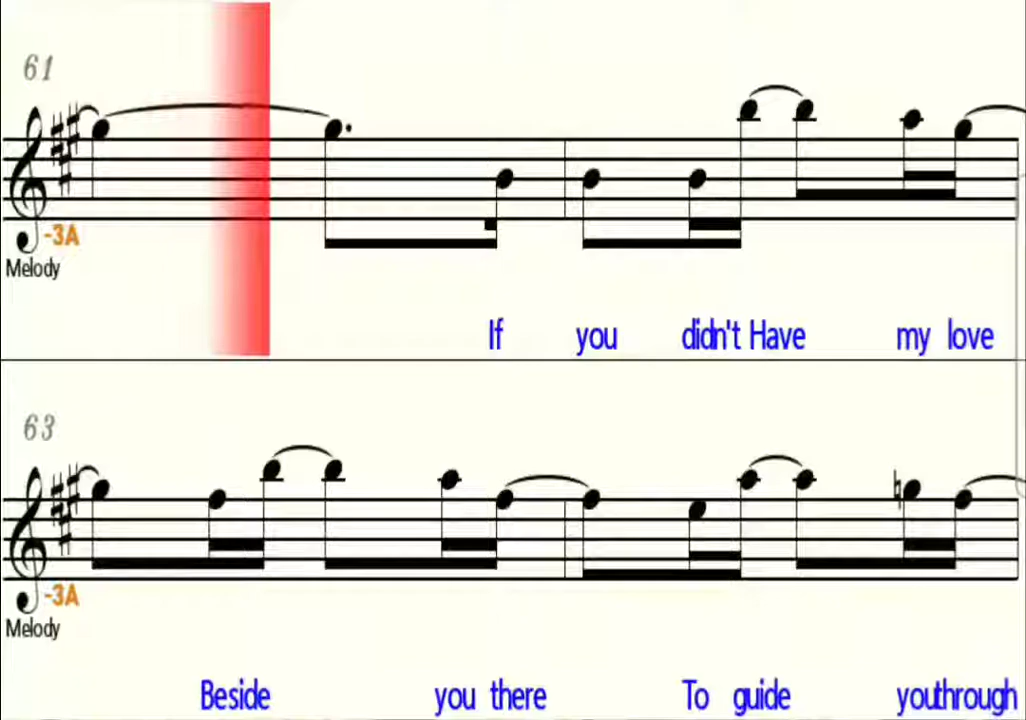 61
-3A
Melody
If you didn't Have my love
63
-3A
Melody
Beside you there To guide youthrough